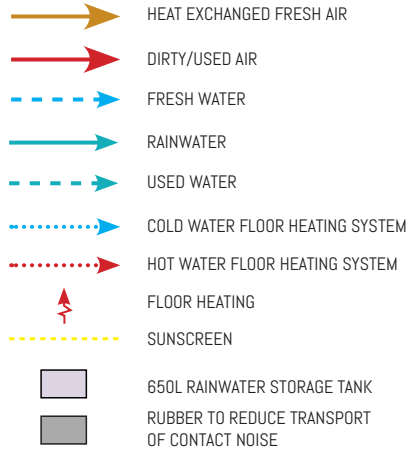 HEAT EXCHANGED FRESH AIR
DIRTY/USED AIR
FRESH WATER
RAINWATER
USED WATER
COLD WATER FLOOR HEATING SYSTEM
HOT WATER FLOOR HEATING SYSTEM
FLOOR HEATING
SUNSCREEN
650L RAINWATER STORAGE TANK
RUBBER TO REDUCE TRANSPORT
OF CONTACT NOISE